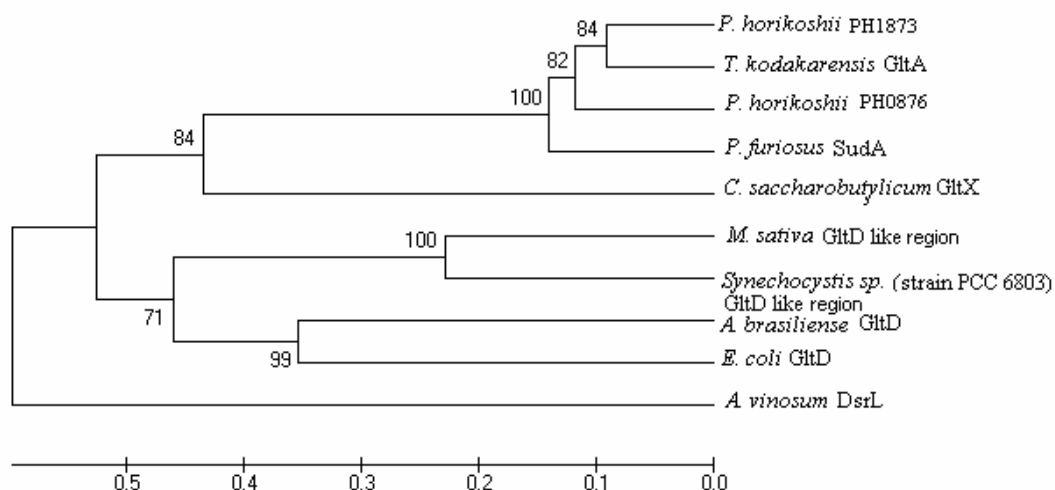 84
P. horikoshii PH1873
82
T. kodakarensis GltA
100
P. horikoshii PH0876
84
P. furiosus SudA
C. saccharobutylicum GltX
100
M. sativa GltD like region
Synechocystis sp. (strain PCC 6803)
GltD like region
71
A brasiliense GltD
99
E. coli GltD
A vinosum DsrL
0.5 0.4 0.3 0.2 0.1 0.0